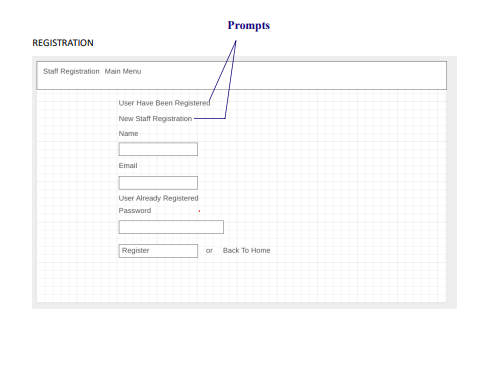 Prompts
REGISTRATION
Staff Registration Main Menu
User Have Been Registered
New Staff Registration
Name
Email
User Already Registered
Password
Register or Back To Home